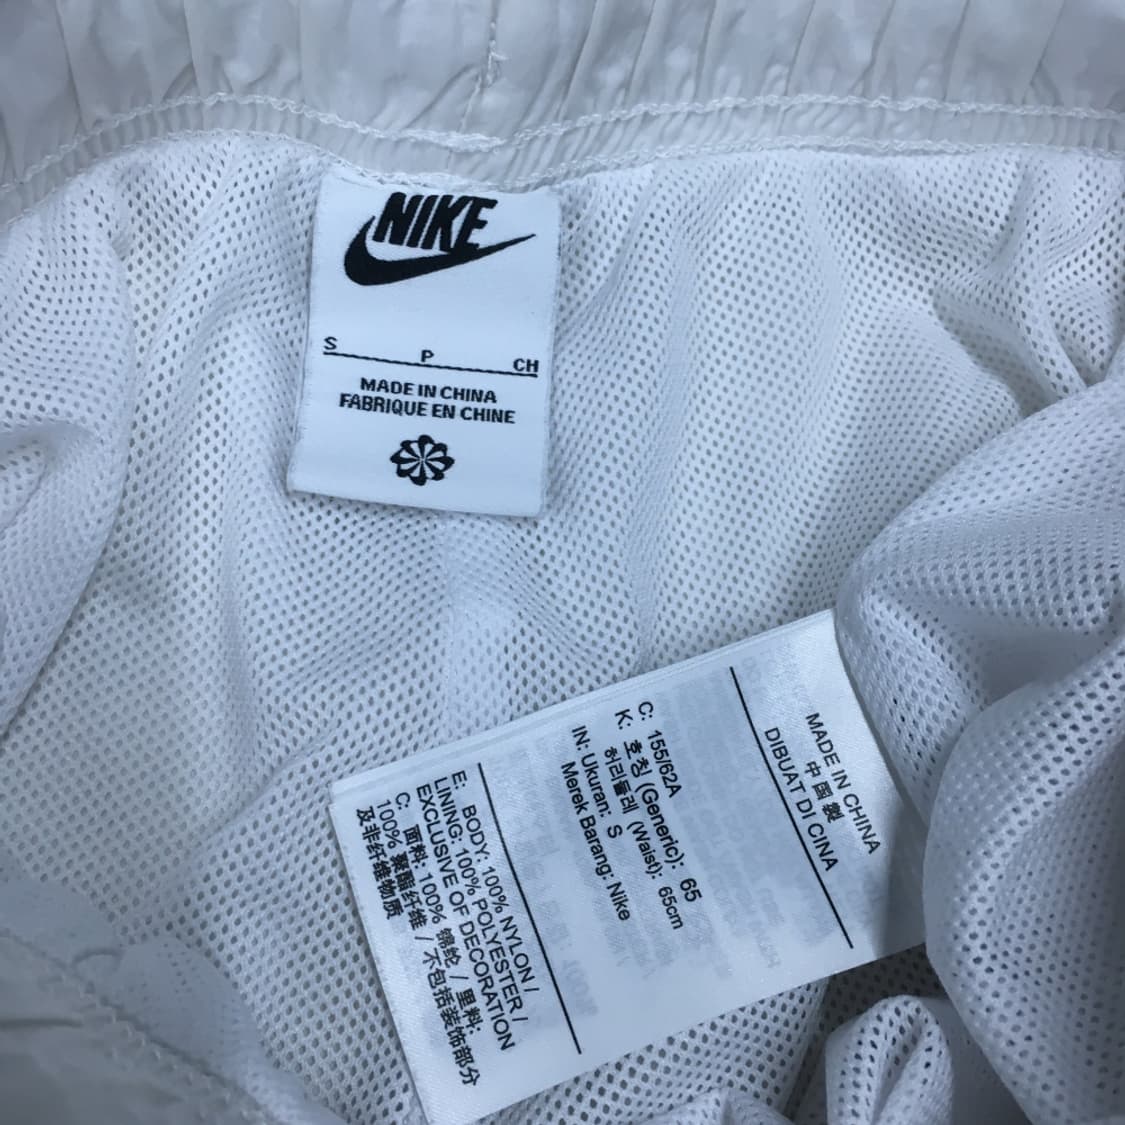 NIKE
S P CH
MADE IN CHINA
FABRIQUE EN CHINE
MADE IN CHINA
中国製
DIBUAT DI CINA
C: 155/62A
K: 호칭 (Generic): 65
허리둘레 (Waist): 65cm
IN: Ukuran: S
Merek Barang: Nike
E: BODY: 100% NYLON /
LINING: 100% POLYESTER /
EXCLUSIVE OF DECORATION
C: 面料: 100% 锦纶 / 里料:
100% 聚酯纤维 / 不包括装饰部分
及非纤维物质